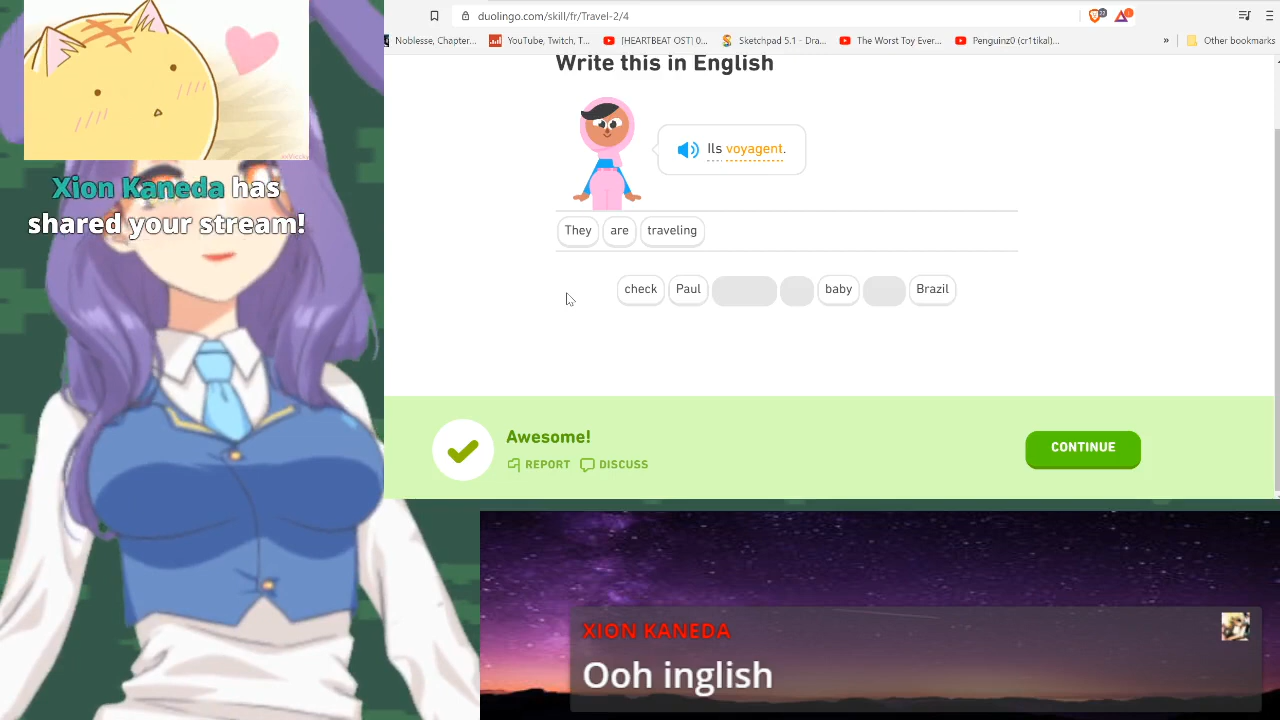 duolingo.com/skill/fr/Travel-2/4
Noblesse, Chapter...
YouTube, Twitch, T...
[HEARTBEAT OST] 0...
Sketchpad 5.1 - Dra...
The Worst Toy Ever...
Penguinz0 (cr1tikal)...
»
Other bookmarks
Write this in English
Ils voyagent.
They are traveling
check Paul baby Brazil
Awesome!
REPORT DISCUSS
CONTINUE
Xion Kaneda has
shared your stream!
XION KANEDA
Ooh inglish